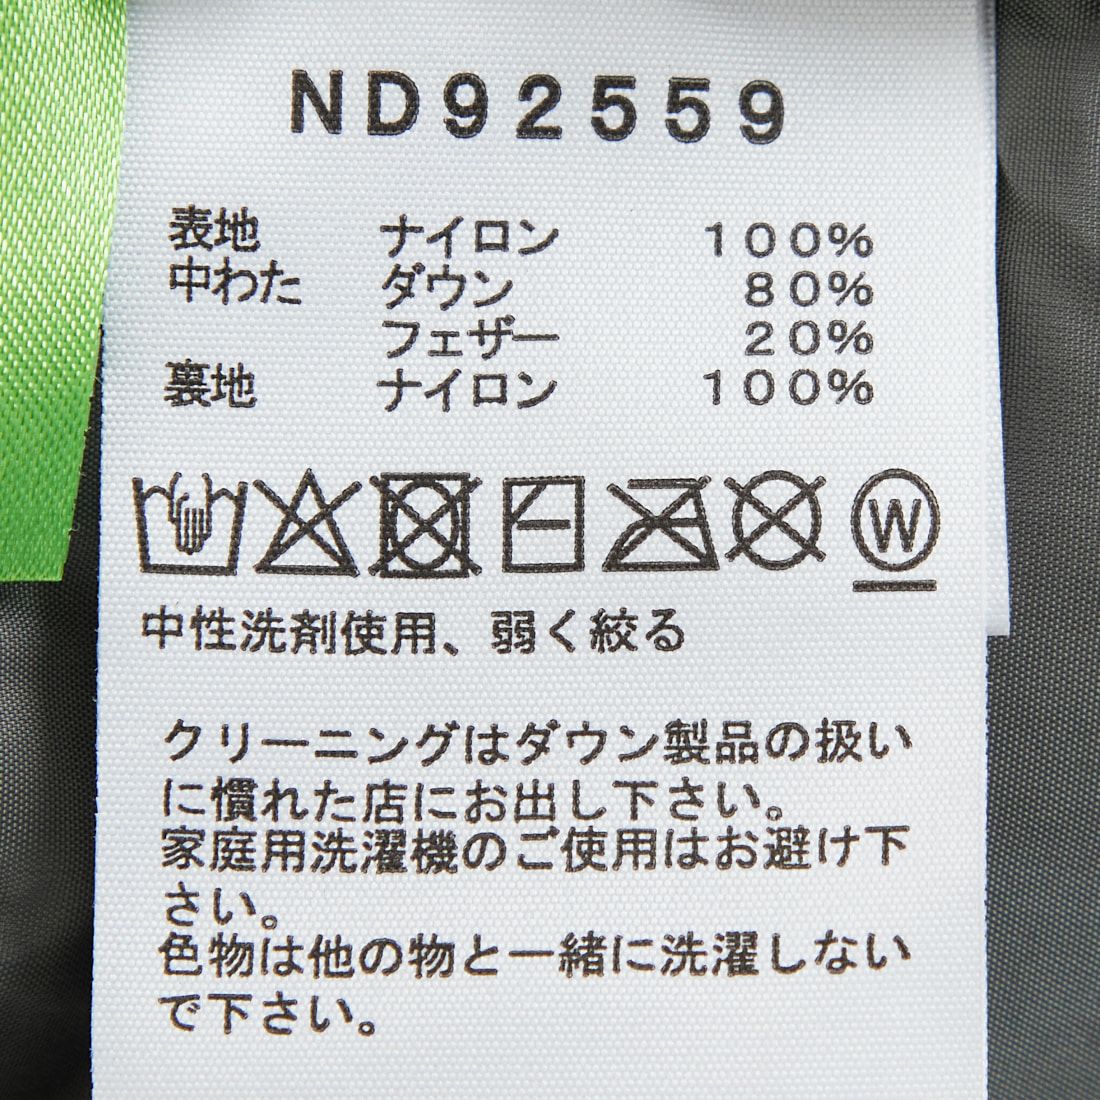 ND92559
表地 ナイロン 100%
中わた ダウン 80%
フェザー 20%
裏地 ナイロン 100%
W
中性洗剤使用、弱く絞る
クリーニングはダウン製品の扱い
に慣れた店にお出し下さい。
家庭用洗濯機のご使用はお避け下
さい。
色物は他の物と一緒に洗濯しない
で下さい。